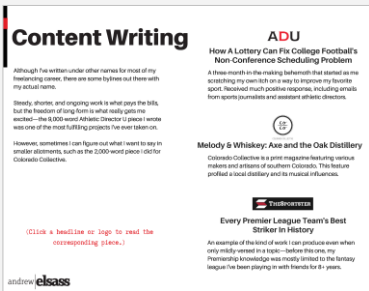 Content Writing
Although I've written under other names for most of my
freelancing career, there are some bylines out there with
my actual name.
Steady, shorter, and ongoing work is what pays the bills,
but the freedom of long form is what really gets me
excited—the 9,000-word Athletic Director U piece I wrote
was one of the most fulfilling projects I've ever taken on.
However, sometimes I can figure out what I want to say in
smaller allotments, such as the 2,000-word piece I did for
Colorado Collective.
(Click a headline or logo to read the
corresponding piece.)
andrew elsass
ADU
How A Lottery Can Fix College Football's
Non-Conference Scheduling Problem
A three-month in the making behemoth that started as me
scratching my own itch on a way to improve my favorite
sport. Received much positive response, including emails
from sports journalists and assistant athletic directors.
Melody & Whiskey: Axe and the Oak Distillery
Colorado Collective is a print magazine featuring various
makers and artisans of southern Colorado. This feature
profiled a local distillery and its musical influences.
TheSportster
Every Premier League Team's Best
Striker In History
An example of the kind of work I can produce even when
only mildly-versed in a topic—before this one, my
Premiership knowledge was mostly limited to the fantasy
league I've been playing in with friends for 8+ years.